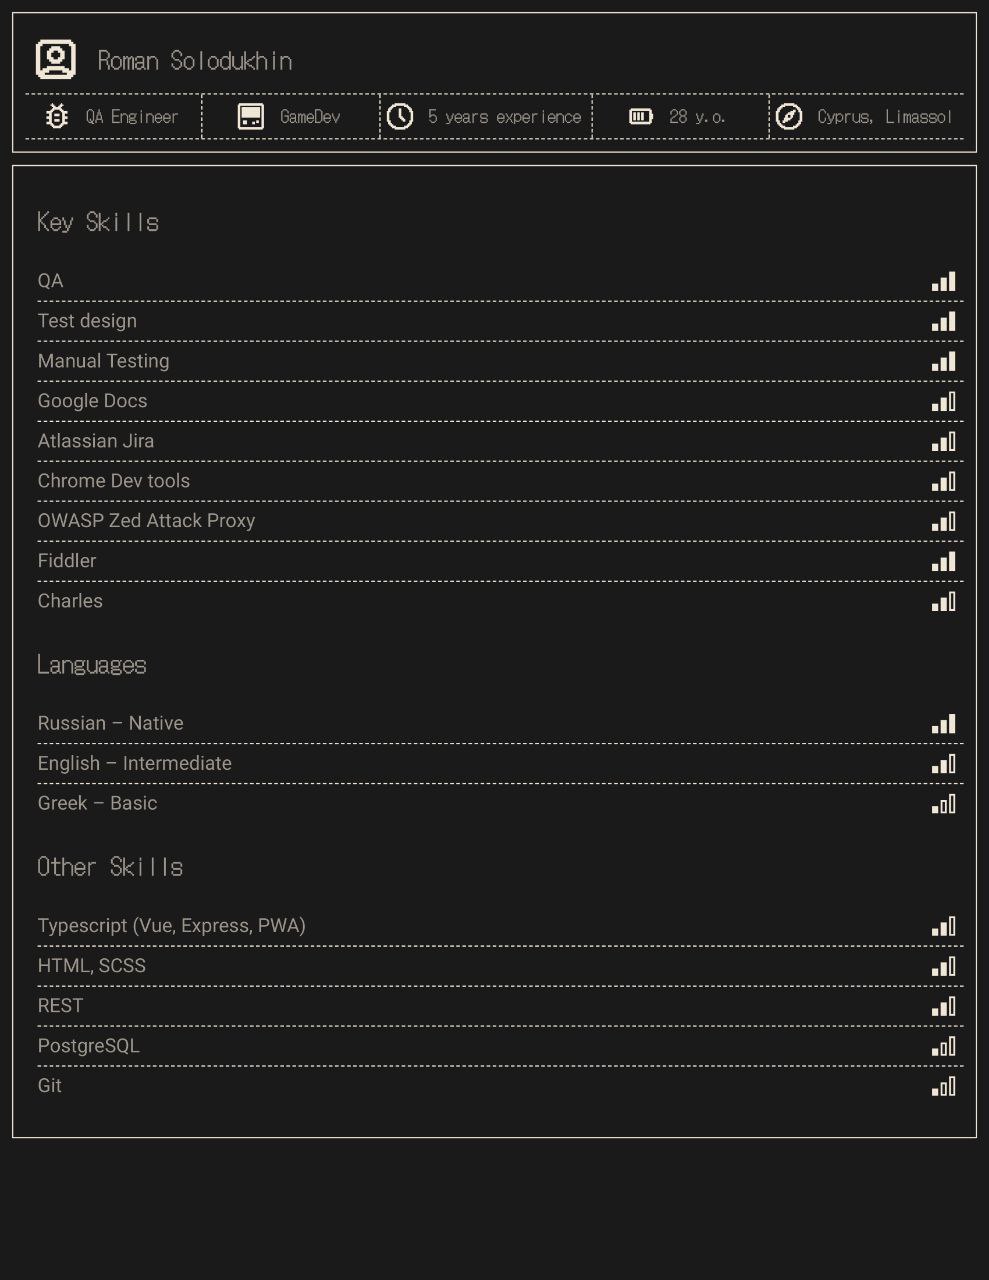 Roman Solodukhin
QA Engineer GameDev 5 years experience 28 y.o. Cyprus, Limassol
Key Skills
QA
Test design
Manual Testing
Google Docs
Atlassian Jira
Chrome Dev tools
OWASP Zed Attack Proxy
Fiddler
Charles
Languages
Russian – Native
English – Intermediate
Greek – Basic
Other Skills
Typescript (Vue, Express, PWA)
HTML, SCSS
REST
PostgreSQL
Git